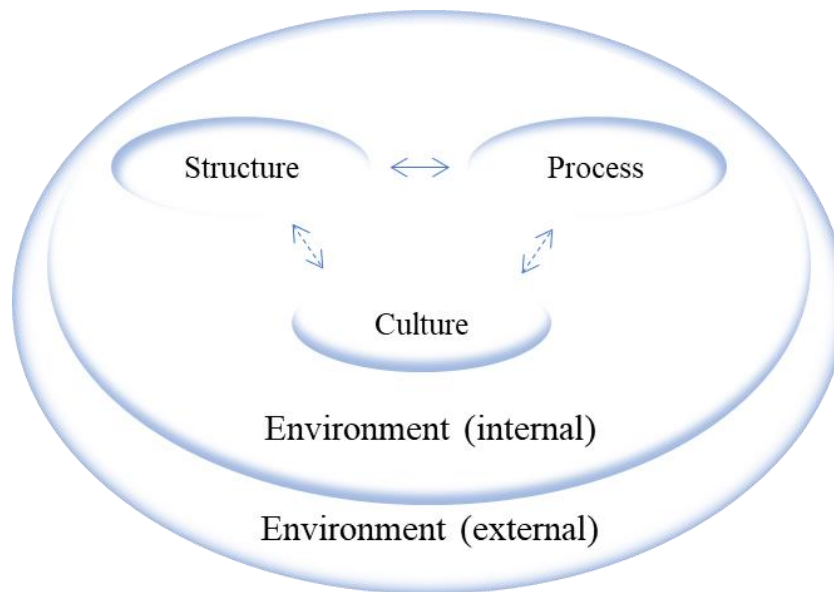 Structure
Process
Culture
Environment (internal)
Environment (external)